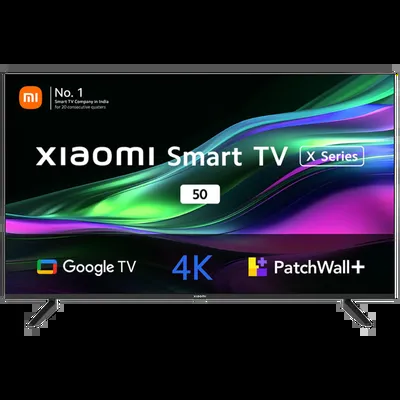 mi
No. 1
Smart TV Company in India
for 20 consecutive quaters
XIAOMI Smart TV X Series
50
Google TV 4K PatchWall+
XIAOMI